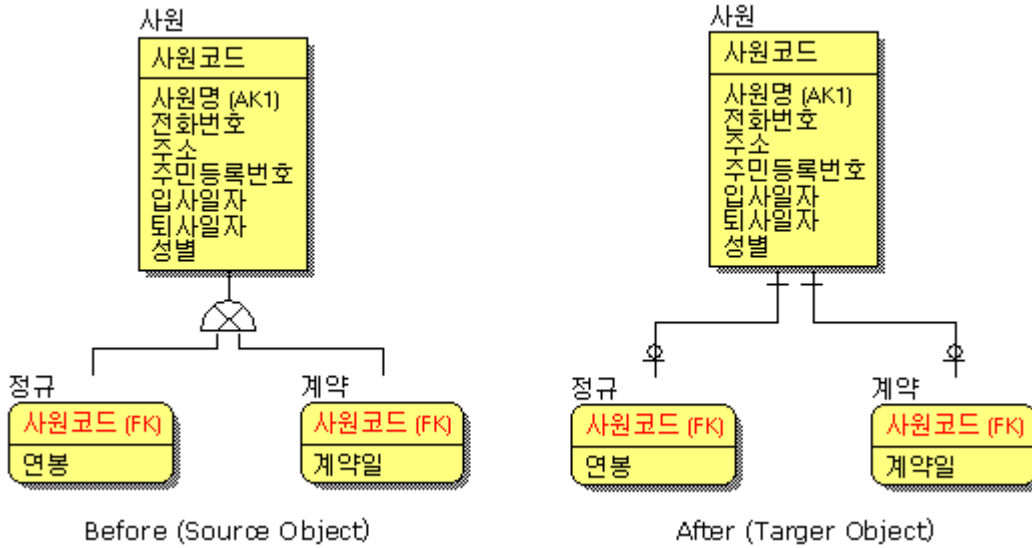 사원
사원코드
사원명 (AK1)
전화번호
주소
주민등록번호
입사일자
퇴사일자
성별
정규
사원코드 (FK)
연봉
계약
사원코드 (FK)
계약일
Before (Source Object)
사원
사원코드
사원명 (AK1)
전화번호
주소
주민등록번호
입사일자
퇴사일자
성별
정규
사원코드 (FK)
연봉
계약
사원코드 (FK)
계약일
After (Targer Object)